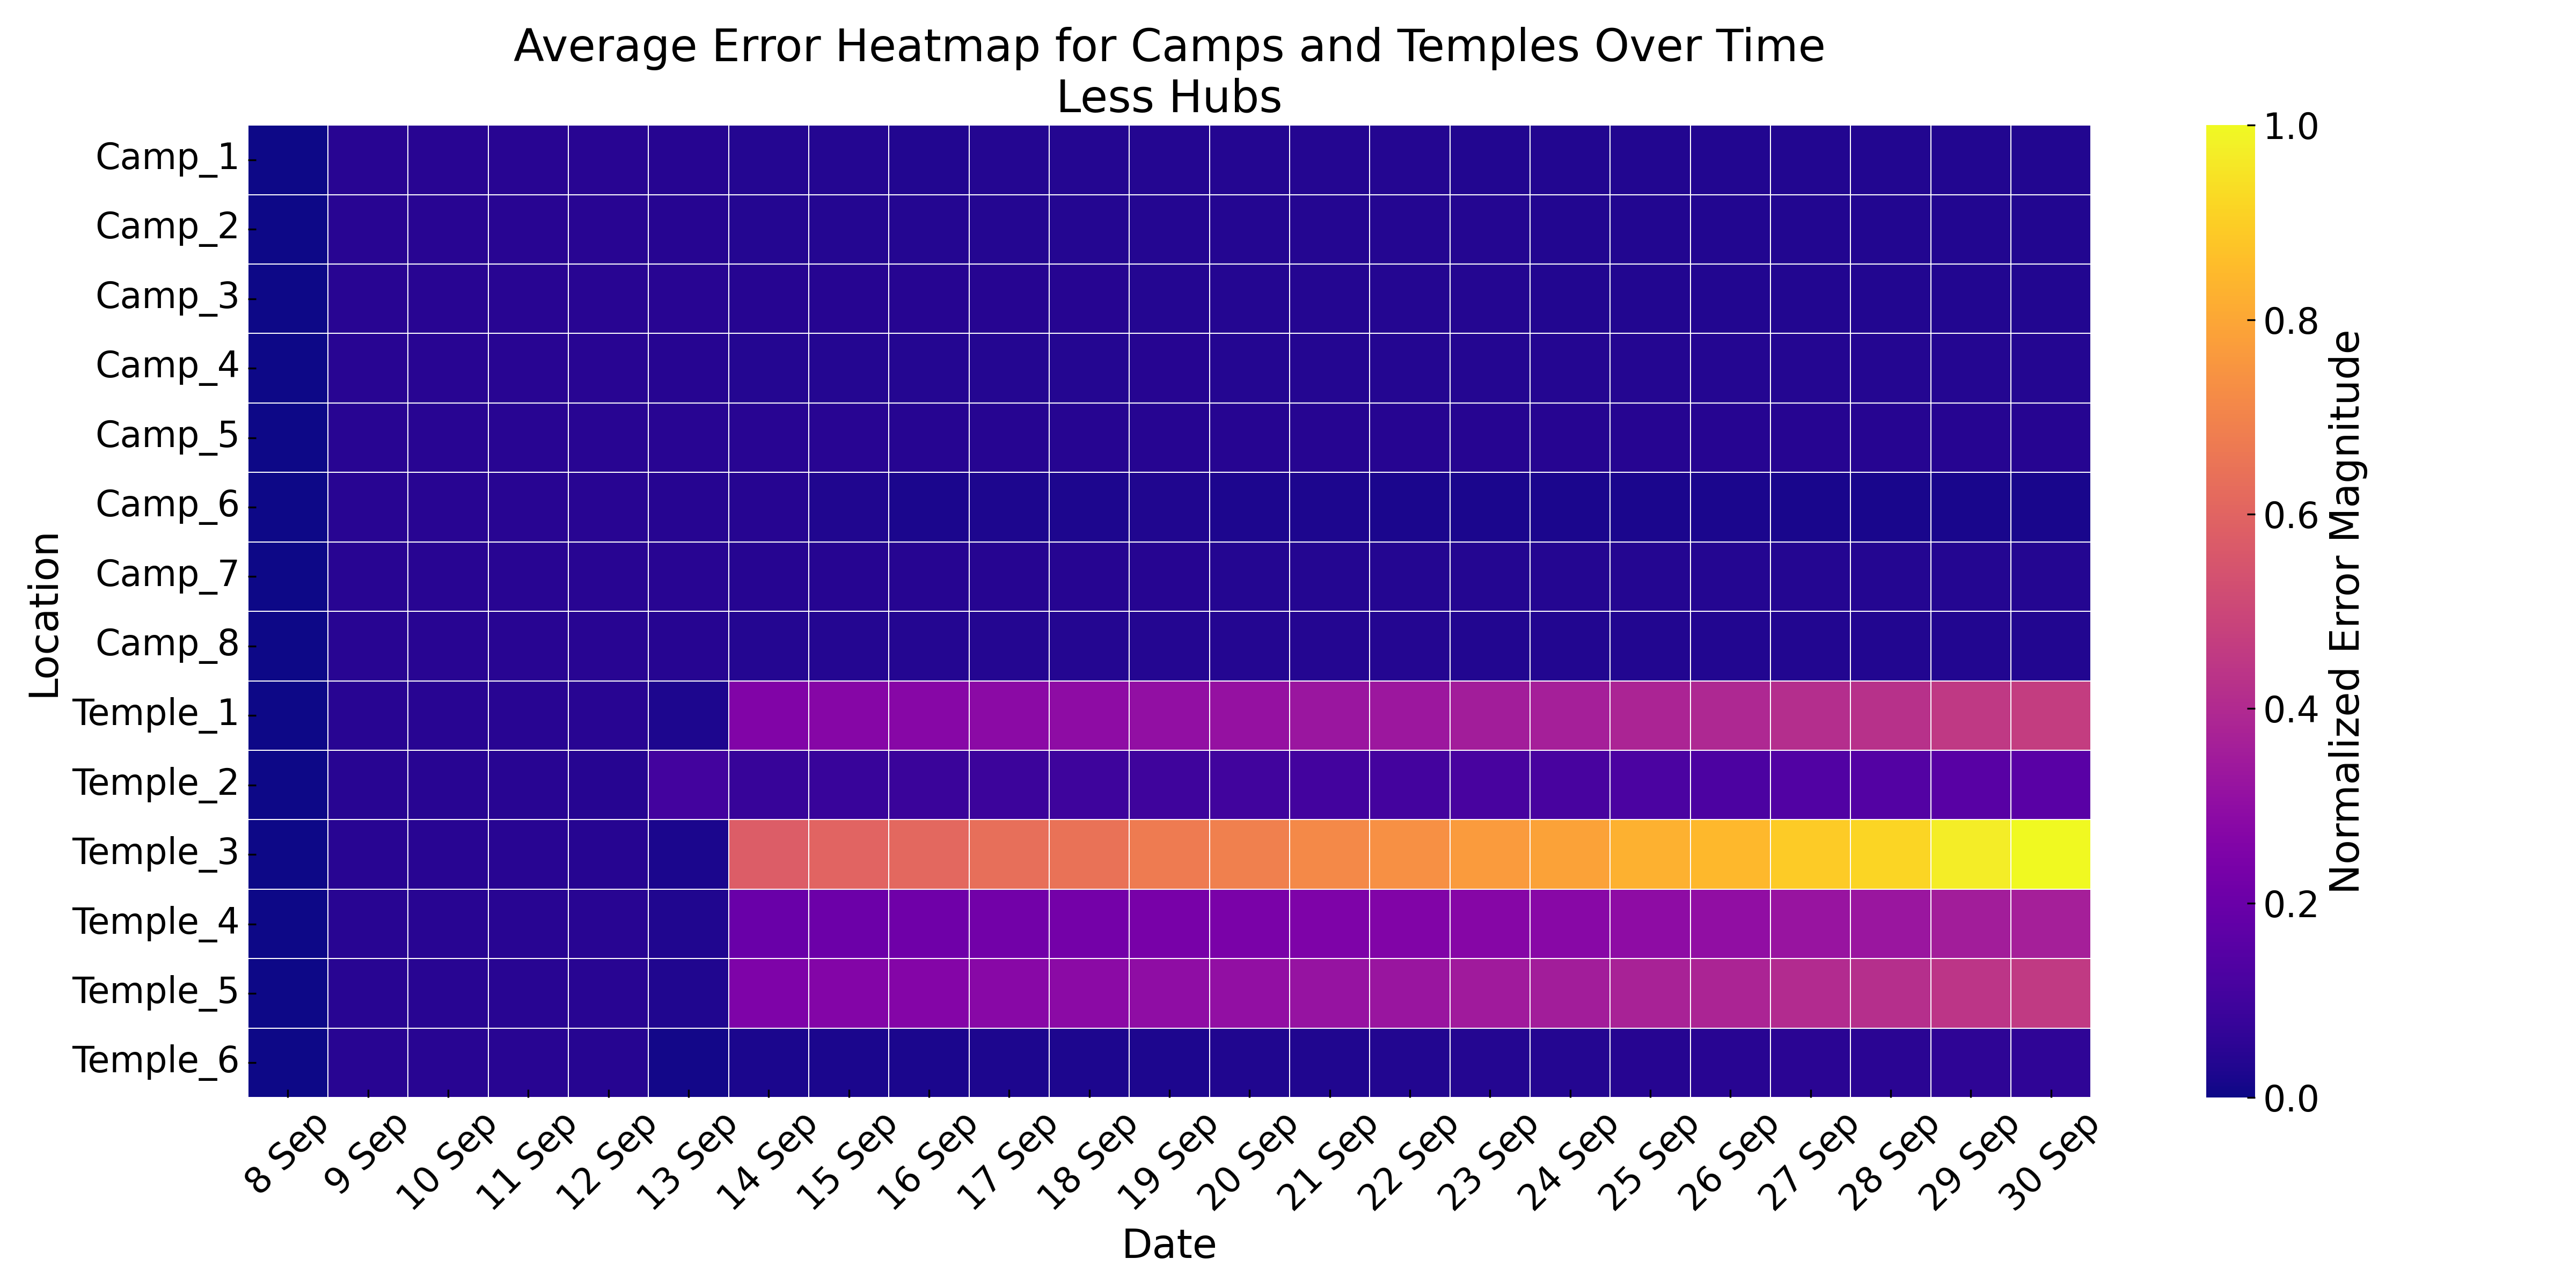 Average Error Heatmap for Camps and Temples Over Time
Less Hubs
Location
Camp_1
Camp_2
Camp_3
Camp_4
Camp_5
Camp_6
Camp_7
Camp_8
Temple_1
Temple_2
Temple_3
Temple_4
Temple_5
Temple_6
8 Sep
9 Sep
10 Sep
11 Sep
12 Sep
13 Sep
14 Sep
15 Sep
16 Sep
17 Sep
18 Sep
19 Sep
20 Sep
21 Sep
22 Sep
23 Sep
24 Sep
25 Sep
26 Sep
27 Sep
28 Sep
29 Sep
30 Sep
Date
1.0
0.8
0.6
0.4
0.2
0.0
Normalized Error Magnitude